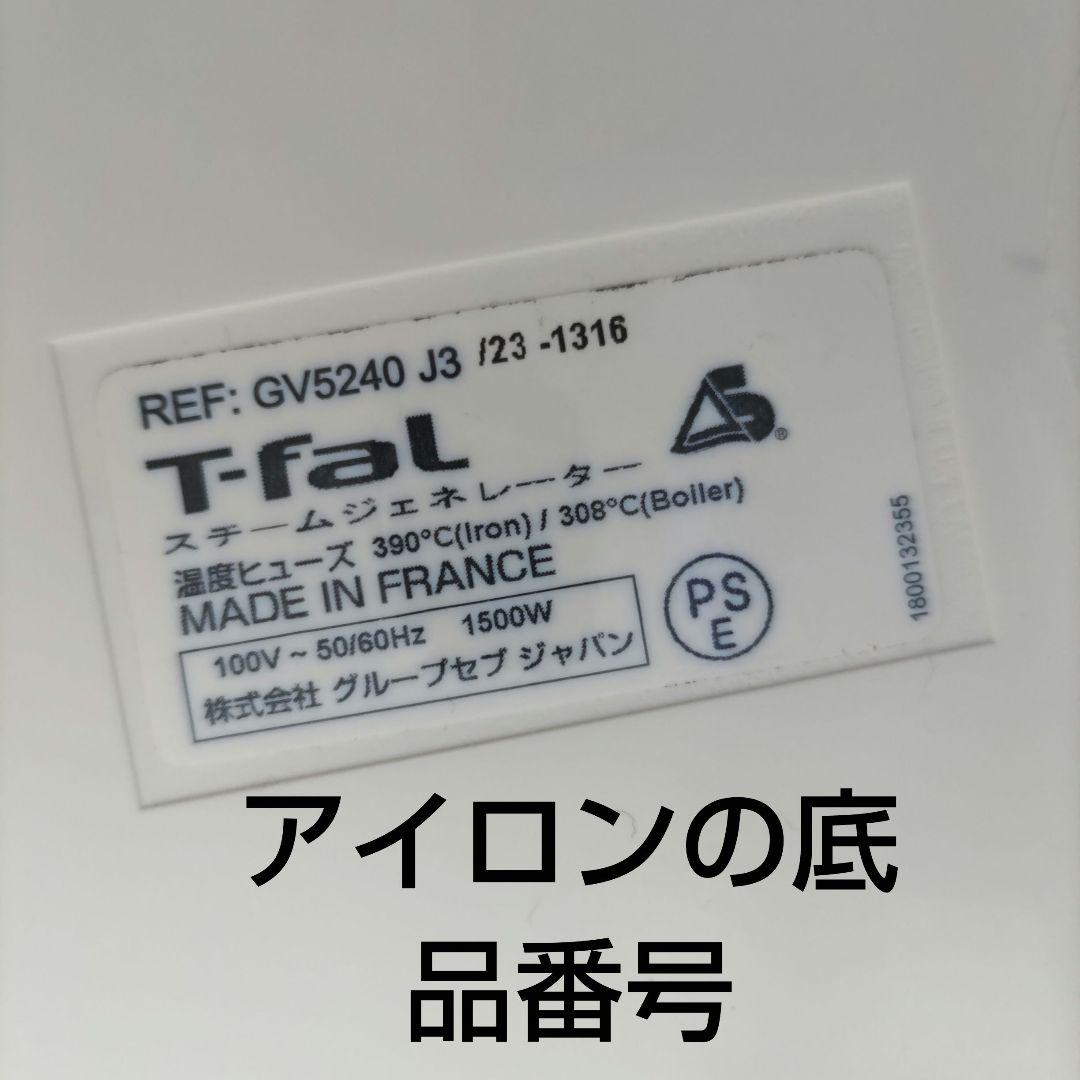 REF: GV5240 J3 /23 -1316
T-faL
AS®
スチームジェネレーター
温度ヒューズ 390°C(Iron) / 308°C(Boiler)
MADE IN FRANCE
100V ~ 50/60Hz 1500W
株式会社 グループセブ ジャパン
PS
E
1800132355
アイロンの底
品番号